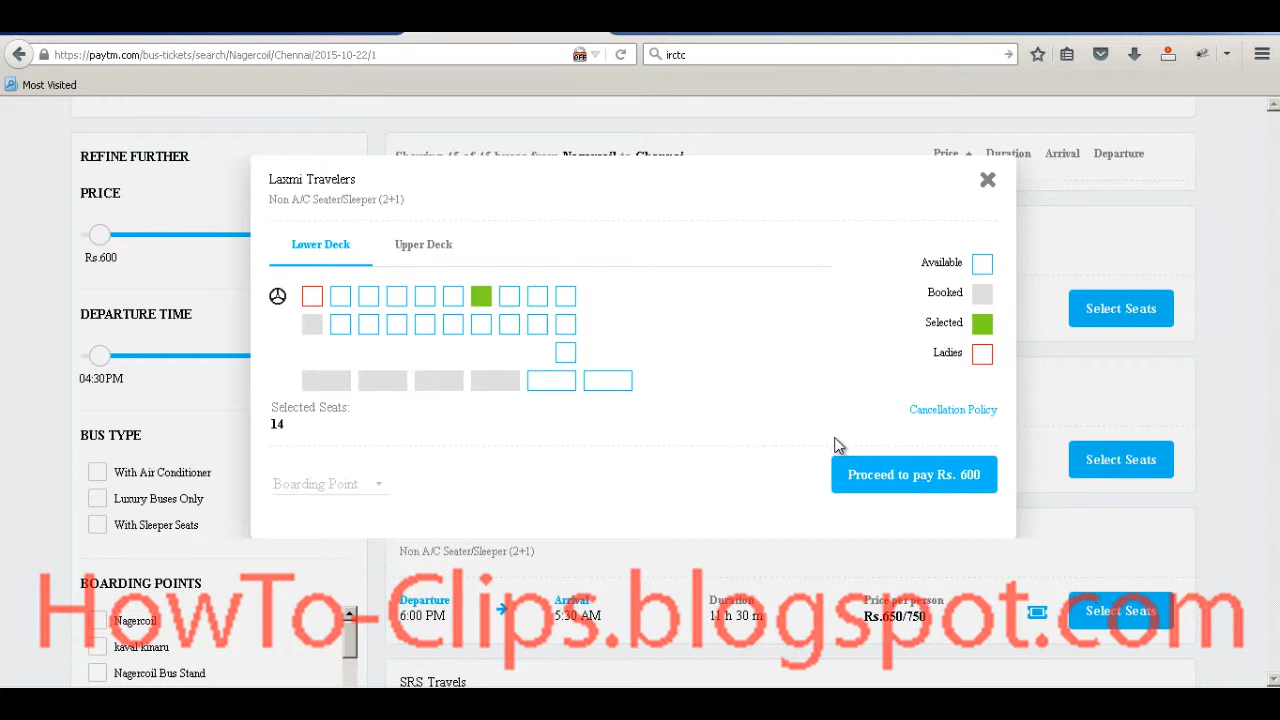 https://paytm.com/bus-tickets/search/Nagercoil/Chennai/2015-10-22/1
OFF
irctc
Most Visited
REFINE FURTHER
Showing 45 of 45 buses from Nagercoil to Chennai
Price Duration Arrival Departure
PRICE
Rs.600
DEPARTURE TIME
04:30PM
BUS TYPE
With Air Conditioner
Luxury Buses Only
With Sleeper Seats
BOARDING POINTS
Nagercoil
kaval kinaru
Nagercoil Bus Stand
Laxmi Travelers
Non A/C Seater/Sleeper (2+1)
Lower Deck
Upper Deck
Available
Booked
Selected
Ladies
Selected Seats:
14
Cancellation Policy
Boarding Point
Proceed to pay Rs. 600
Select Seats
Select Seats
Non A/C Seater/Sleeper (2+1)
Departure
6:00 PM
Arrival
5:30 AM
Duration
11 h 30 m
Price per person
Rs.650/750
Select Seats
SRS Travels
HowTo-Clips.blogspot.com